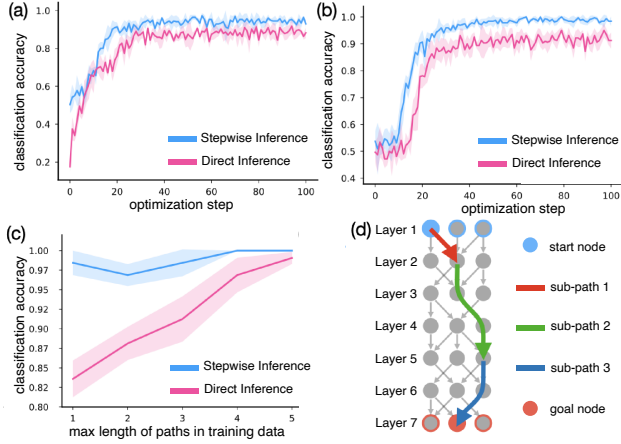 (a)
classification accuracy
1.0
0.8
0.6
0.4
0.2
Stepwise Inference
Direct Inference
0 20 40 60 80 100
optimization step
(b)
classification accuracy
1.0
0.9
0.8
0.7
0.6
0.5
0.4
Stepwise Inference
Direct Inference
0 20 40 60 80 100
optimization step
(c)
classification accuracy
1.00
0.97
0.95
0.92
0.90
0.87
0.85
0.82
0.80
Stepwise Inference
Direct Inference
1 2 3 4 5
max length of paths in training data
(d)
Layer 1
Layer 2
Layer 3
Layer 4
Layer 5
Layer 6
Layer 7
start node
sub-path 1
sub-path 2
sub-path 3
goal node